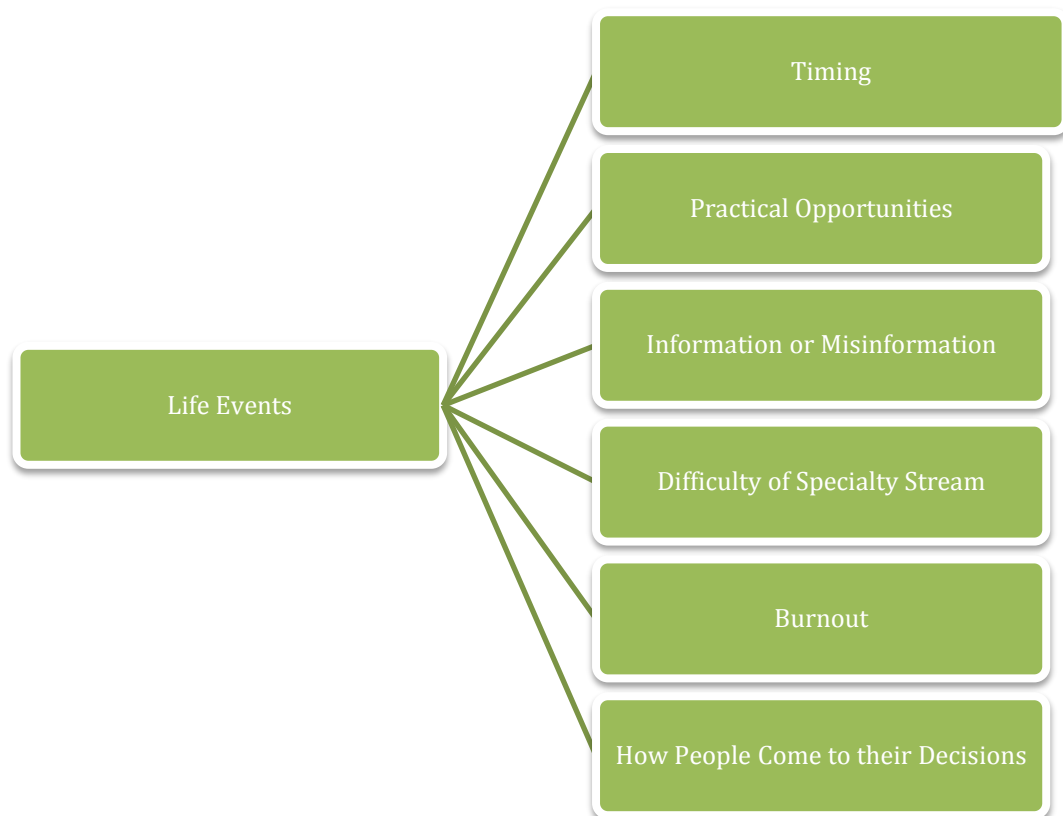 Timing
Practical Opportunities
Information or Misinformation
Life Events
Difficulty of Specialty Stream
Burnout
How People Come to their Decisions